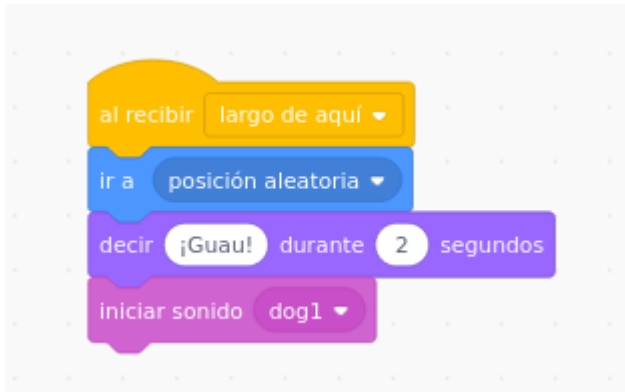 al recibir largo de aquí
ir a posición aleatoria
decir ¡Guau! durante 2 segundos
iniciar sonido dog1